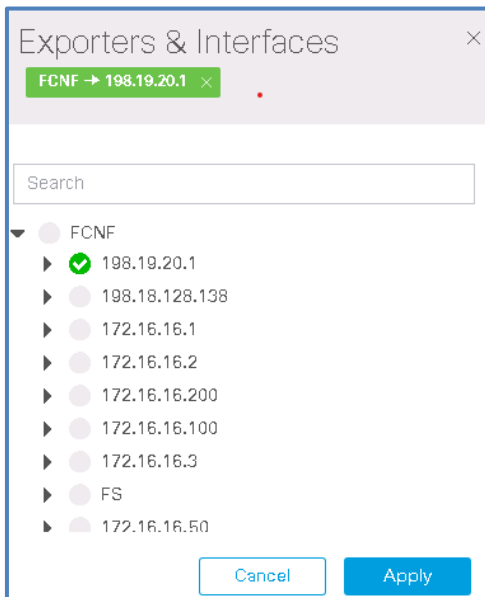 Exporters & Interfaces
FCNF → 198.19.20.1 ×
Search
FCNF
198.19.20.1
198.18.128.138
172.16.16.1
172.16.16.2
172.16.16.200
172.16.16.100
172.16.16.3
FS
172.16.16.50
Cancel Apply